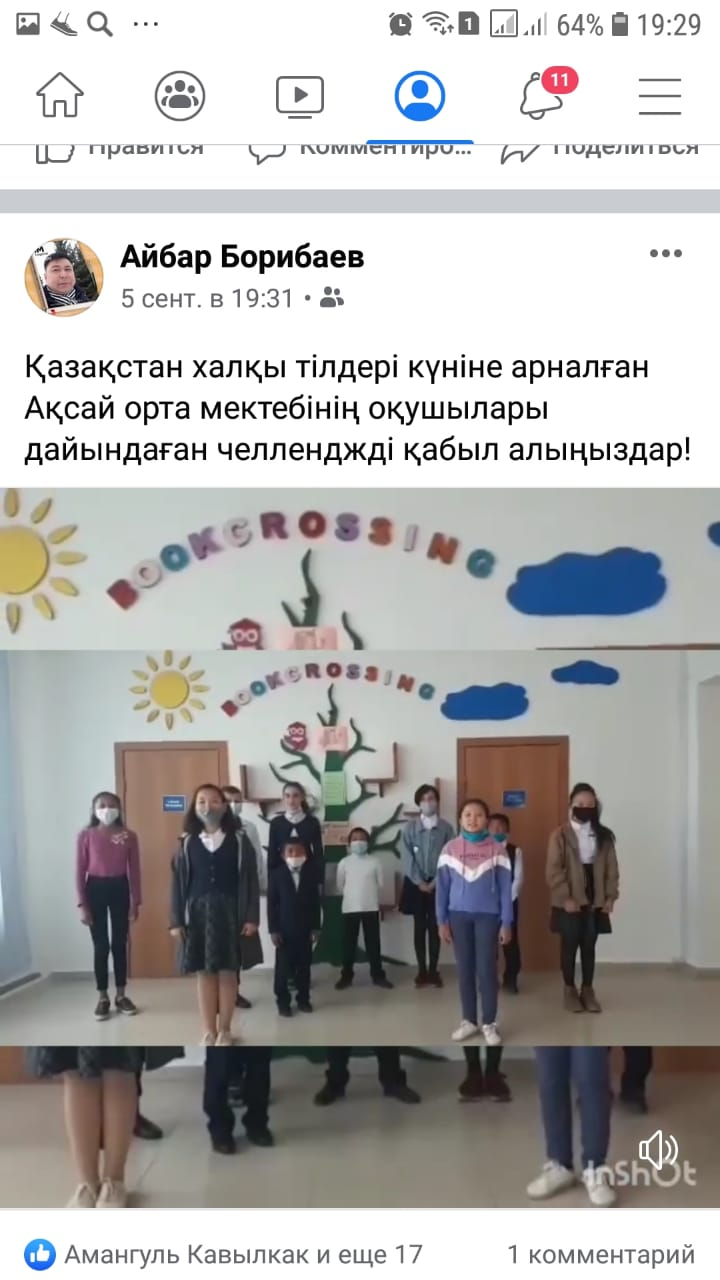 1 64% 19:29
11
Нравится Комментиро... Поделиться
Айбар Борибаев
5 сент. в 19:31 •
Қазақстан халқы тілдері күніне арналған
Ақсай орта мектебінің оқушылары
дайындаған челленджді қабыл алыңыздар!
BOOKCROSSING
BOOKCROSSING
InShOt
Амангуль Кавылкак и еще 17
1 комментарий